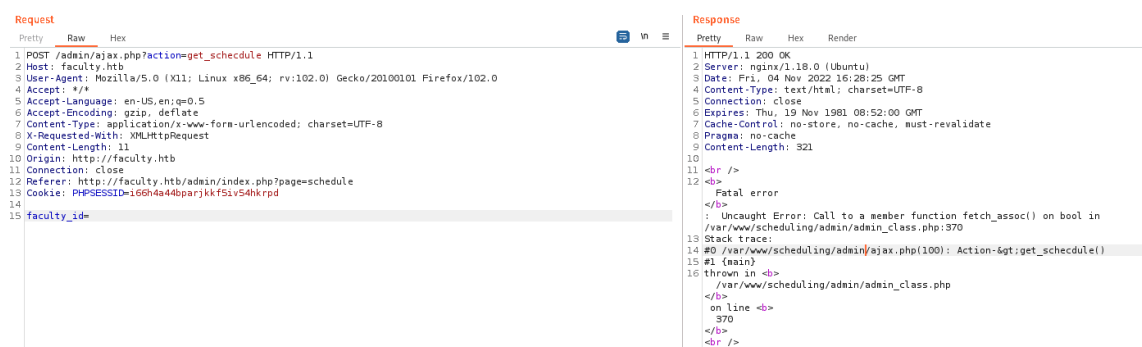 Request
Pretty Raw Hex
\n
1 POST /admin/ajax.php?action=get_schecdule HTTP/1.1
2 Host: faculty.htb
3 User-Agent: Mozilla/5.0 (X11; Linux x86_64; rv:102.0) Gecko/20100101 Firefox/102.0
4 Accept: */*
5 Accept-Language: en-US,en;q=0.5
6 Accept-Encoding: gzip, deflate
7 Content-Type: application/x-www-form-urlencoded; charset=UTF-8
8 X-Requested-With: XMLHttpRequest
9 Content-Length: 11
10 Origin: http://faculty.htb
11 Connection: close
12 Referer: http://faculty.htb/admin/index.php?page=schedule
13 Cookie: PHPSESSID=i66h4a44bparjkkf5iv54hkrpd
14
15 faculty_id=
Response
Pretty Raw Hex Render
1 HTTP/1.1 200 OK
2 Server: nginx/1.18.0 (Ubuntu)
3 Date: Fri, 04 Nov 2022 16:28:25 GMT
4 Content-Type: text/html; charset=UTF-8
5 Connection: close
6 Expires: Thu, 19 Nov 1981 08:52:00 GMT
7 Cache-Control: no-store, no-cache, must-revalidate
8 Pragma: no-cache
9 Content-Length: 321
10
11 <br />
12 <b>
Fatal error
</b>
: Uncaught Error: Call to a member function fetch_assoc() on bool in
/var/www/scheduling/admin/admin_class.php:370
13 Stack trace:
14 #0 /var/www/scheduling/admin/ajax.php(100): Action-&gt;get_schecdule()
15 #1 {main}
16 thrown in <b>
/var/www/scheduling/admin/admin_class.php
</b>
on line <b>
370
</b>
<br />